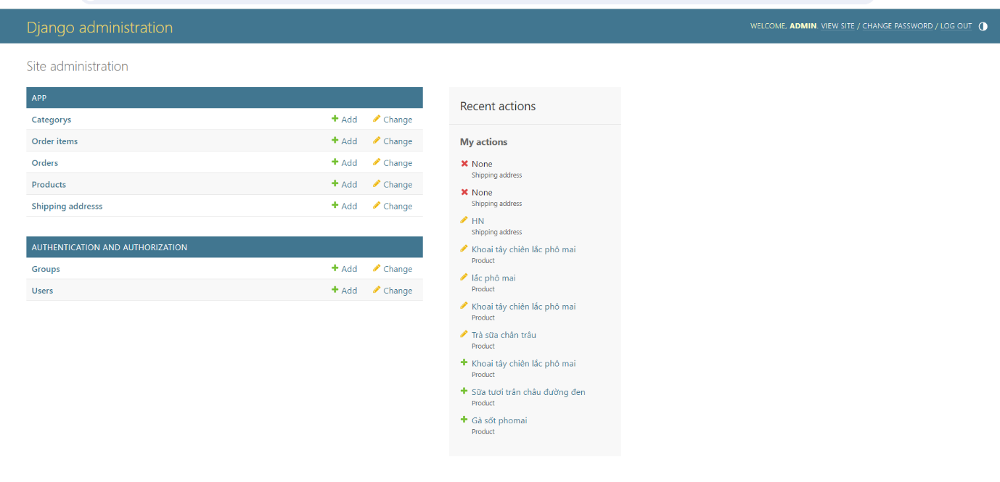 Django administration
WELCOME, ADMIN. VIEW SITE / CHANGE PASSWORD / LOG OUT
Site administration
APP
Categorys Add Change
Order items Add Change
Orders Add Change
Products Add Change
Shipping addresss Add Change
AUTHENTICATION AND AUTHORIZATION
Groups Add Change
Users Add Change
Recent actions
My actions
None
Shipping address
None
Shipping address
HN
Shipping address
Khoai tây chiên lắc phô mai
Product
lắc phô mai
Product
Khoai tây chiên lắc phô mai
Product
Trà sữa chân trâu
Product
Khoai tây chiên lắc phô mai
Product
Sữa tươi trân châu đường đen
Product
Gà sốt phomai
Product